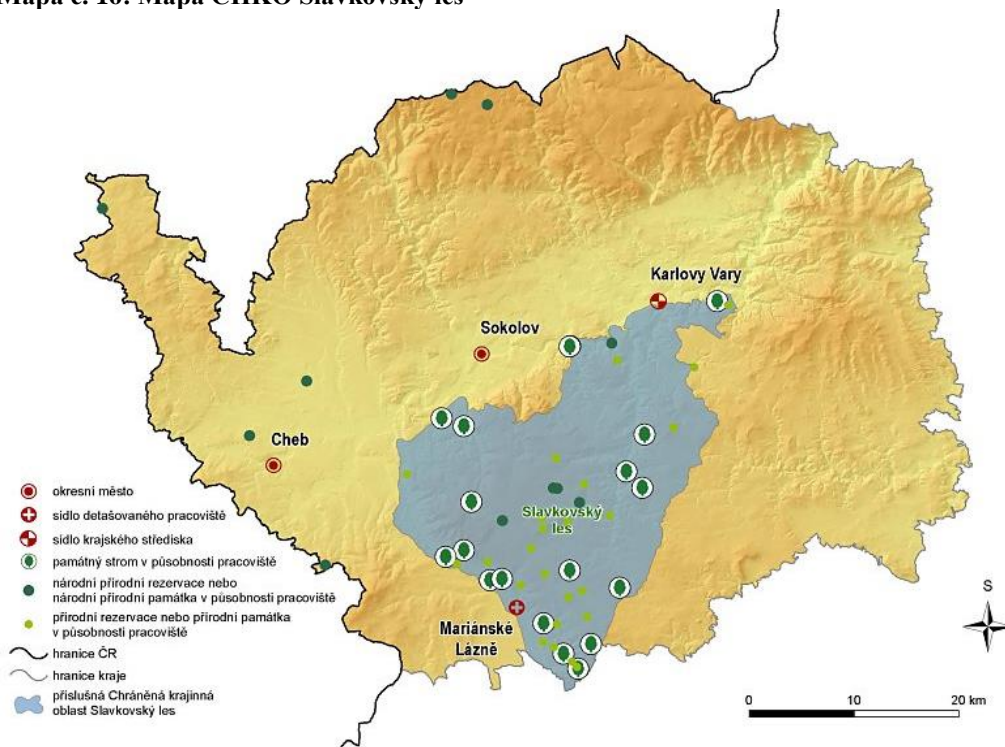 Mapa č. 16: Mapa CHKO Slavkovský les
Karlovy Vary
Sokolov
Cheb
Slavkovský
les
Mariánské
Lázně
okresní město
sídlo detašovaného pracoviště
sídlo krajského střediska
památný strom v působnosti pracoviště
národní přírodní rezervace nebo
národní přírodní památka v působnosti pracoviště
přírodní rezervace nebo přírodní památka
v působnosti pracoviště
hranice ČR
hranice kraje
příslušná Chráněná krajinná
oblast Slavkovský les
S
0 10 20 km